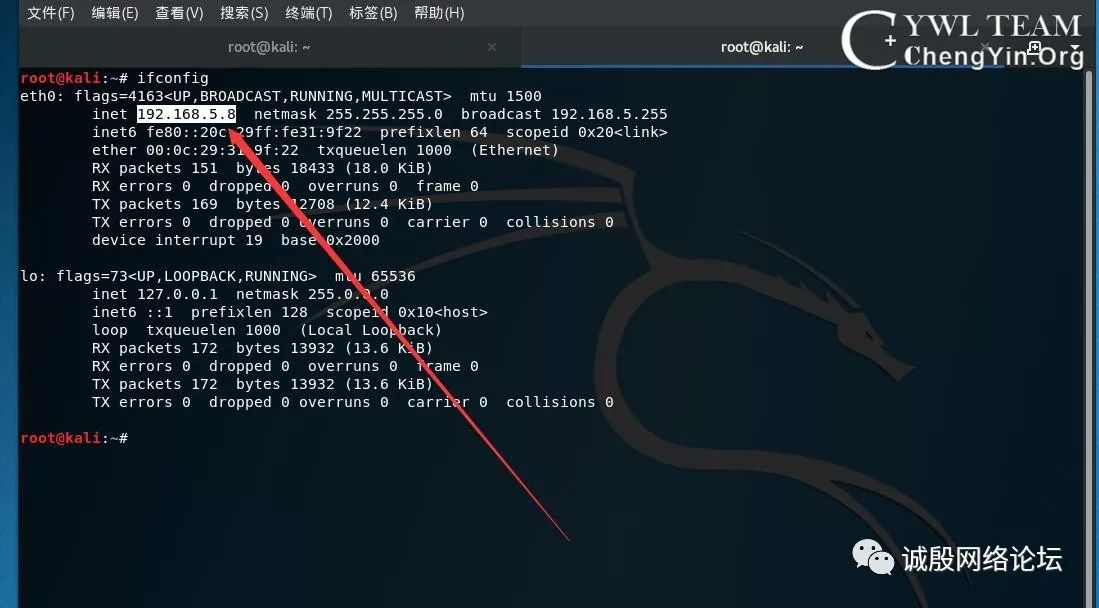 文件(F) 编辑(E) 查看(V) 搜索(S) 终端(T) 标签(B) 帮助(H)
root@kali: ~ × root@kali: ~ ×
C+YWL TEAM
ChengYin.Org
root@kali:~# ifconfig
eth0: flags=4163<UP,BROADCAST,RUNNING,MULTICAST>  mtu 1500
inet 192.168.5.8  netmask 255.255.255.0  broadcast 192.168.5.255
inet6 fe80::20c:29ff:fe31:9f22  prefixlen 64  scopeid 0x20<link>
ether 00:0c:29:31:9f:22  txqueuelen 1000  (Ethernet)
RX packets 151  bytes 18433 (18.0 KiB)
RX errors 0  dropped 0  overruns 0  frame 0
TX packets 169  bytes 12708 (12.4 KiB)
TX errors 0  dropped 0 overruns 0  carrier 0  collisions 0
device interrupt 19  base 0x2000
lo: flags=73<UP,LOOPBACK,RUNNING>  mtu 65536
inet 127.0.0.1  netmask 255.0.0.0
inet6 ::1  prefixlen 128  scopeid 0x10<host>
loop  txqueuelen 1000  (Local Loopback)
RX packets 172  bytes 13932 (13.6 KiB)
RX errors 0  dropped 0  overruns 0  frame 0
TX packets 172  bytes 13932 (13.6 KiB)
TX errors 0  dropped 0 overruns 0  carrier 0  collisions 0
root@kali:~#
诚殷网络论坛